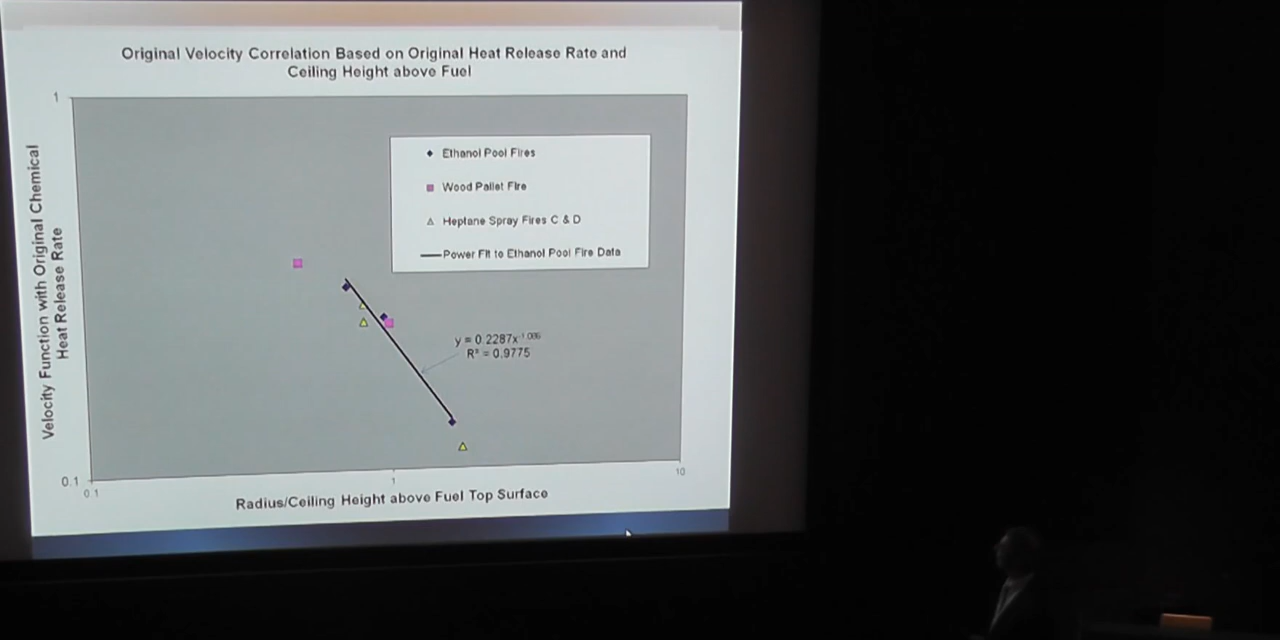 Original Velocity Correlation Based on Original Heat Release Rate and
Ceiling Height above Fuel
1
Velocity Function with Original Chemical
Heat Release Rate
Ethanol Pool Fires
Wood Pallet Fire
Heptane Spray Fires C & D
Power Fit to Ethanol Pool Fire Data
y = 0.2287x
R² = 0.9775
0.1
0.1
1
10
Radius/Ceiling Height above Fuel Top Surface